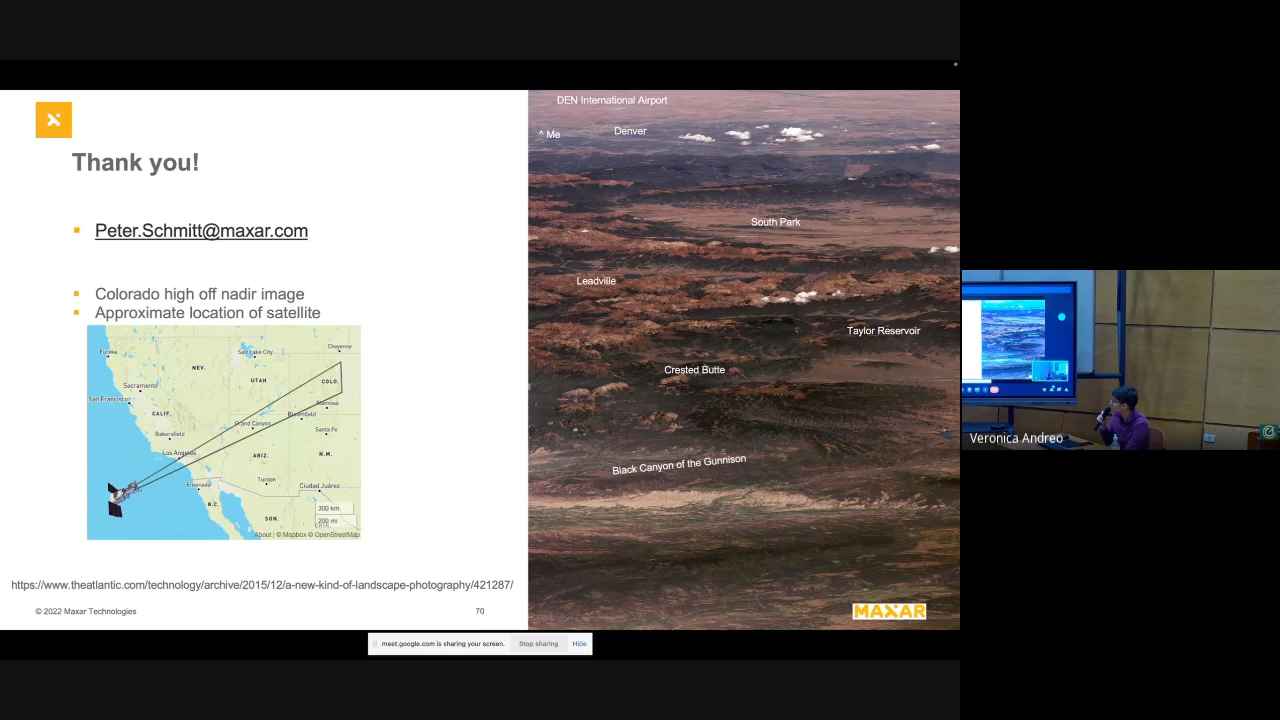 Thank you!
Peter.Schmitt@maxar.com
Colorado high off nadir image
Approximate location of satellite
Eureka
Salt Lake City
Cheyenne
NEV.
UTAH
COLO.
Sacramento
San Francisco
Alamosa
CALIF.
Bloomfield
Grand Canyon
Santa Fe
Bakersfield
Los Angeles
ARIZ.
N.M.
Tucson
Ensenada
Ciudad Juárez
B.C.
300 km
200 mi
SON.
About | © Mapbox © OpenStreetMap
https://www.theatlantic.com/technology/archive/2015/12/a-new-kind-of-landscape-photography/421287/
© 2022 Maxar Technologies
70
DEN International Airport
^ Me
Denver
South Park
Leadville
Taylor Reservoir
Crested Butte
Black Canyon of the Gunnison
MAXAR
meet.google.com is sharing your screen.
Stop sharing
Hide
Veronica Andreo